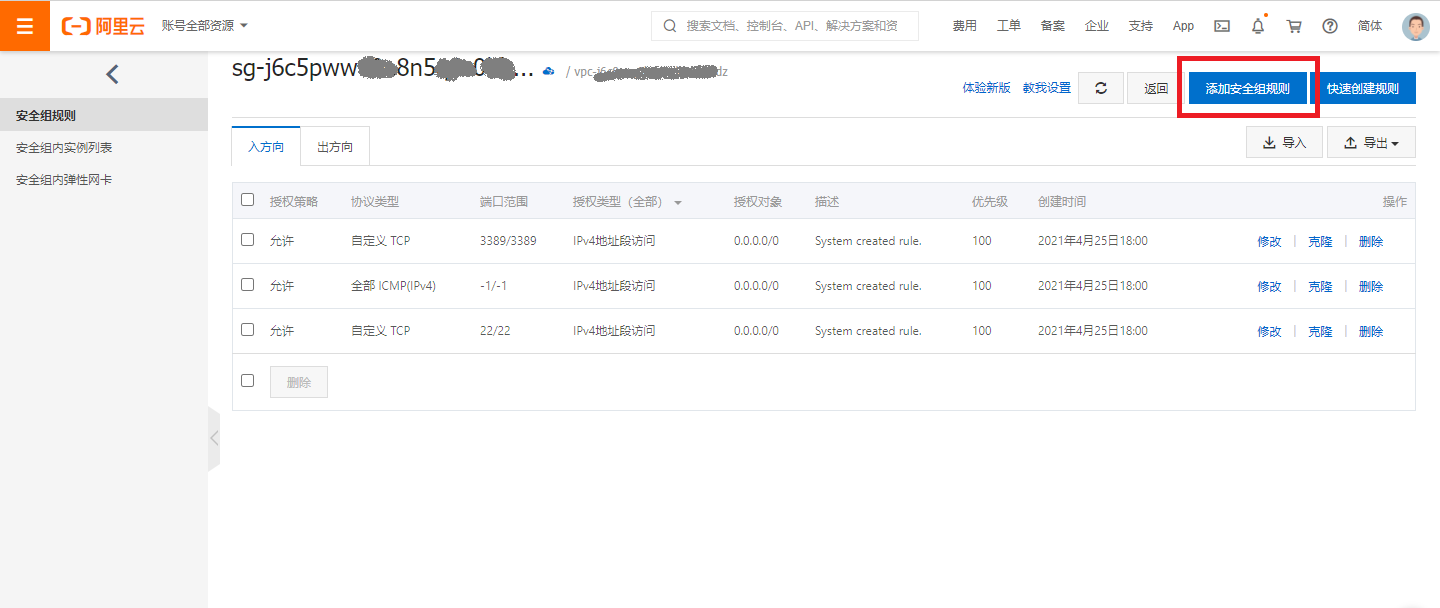 阿里云 账号全部资源 搜索文档、控制台、API、解决方案和资 费用 工单 备案 企业 支持 App 简体
sg-j6c5pww 8n5 ... / vpc- dz
体验新版 教我设置 返回 添加安全组规则 快速创建规则
安全组规则
安全组内实例列表
安全组内弹性网卡
入方向 出方向 导入 导出
授权策略 协议类型 端口范围 授权类型（全部） 授权对象 描述 优先级 创建时间 操作
允许 自定义 TCP 3389/3389 IPv4地址段访问 0.0.0.0/0 System created rule. 100 2021年4月25日18:00 修改 克隆 删除
允许 全部 ICMP(IPv4) -1/-1 IPv4地址段访问 0.0.0.0/0 System created rule. 100 2021年4月25日18:00 修改 克隆 删除
允许 自定义 TCP 22/22 IPv4地址段访问 0.0.0.0/0 System created rule. 100 2021年4月25日18:00 修改 克隆 删除
删除